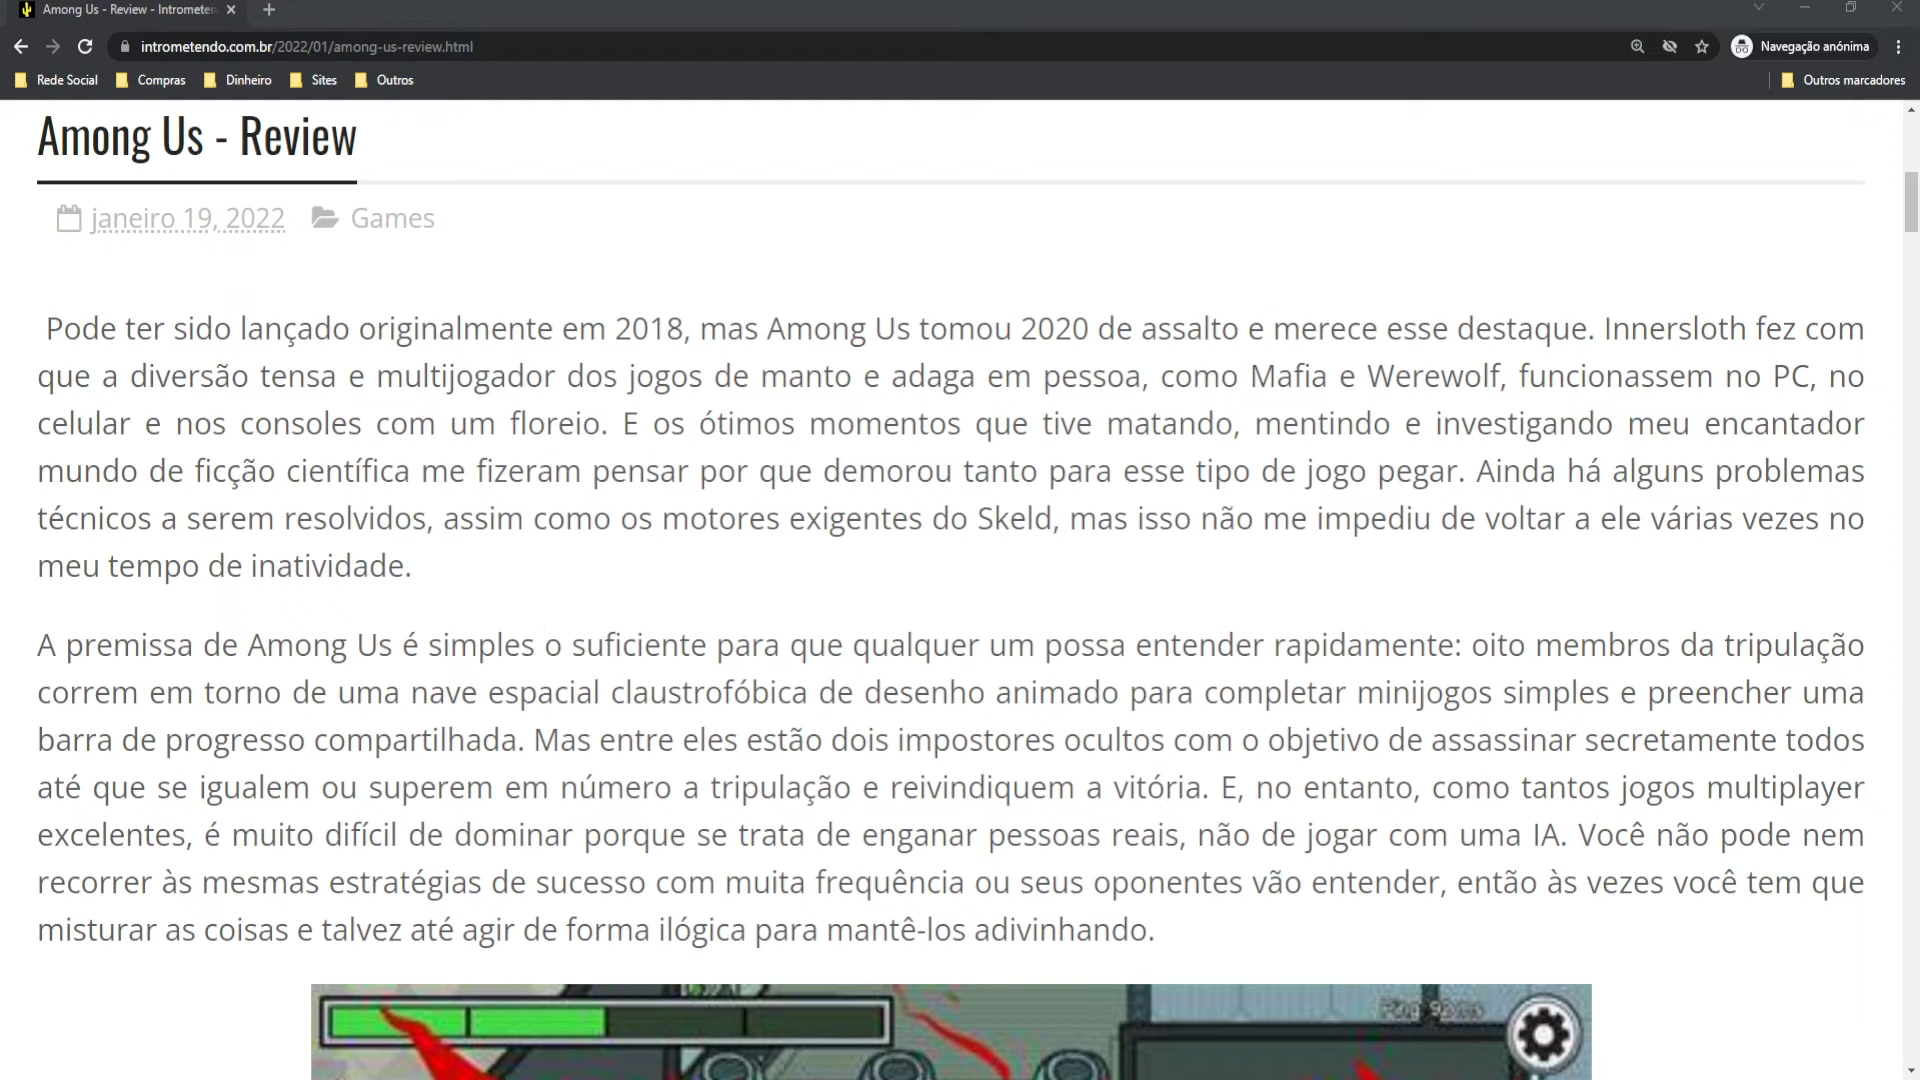 Among Us - Review - Intrometen
intrometendo.com.br/2022/01/among-us-review.html
Navegação anónima
Rede Social
Compras
Dinheiro
Sites
Outros
Outros marcadores
Among Us - Review
janeiro 19, 2022
Games
Pode ter sido lançado originalmente em 2018, mas Among Us tomou 2020 de assalto e merece esse destaque. Innersloth fez com
que a diversão tensa e multijogador dos jogos de manto e adaga em pessoa, como Mafia e Werewolf, funcionassem no PC, no
celular e nos consoles com um floreio. E os ótimos momentos que tive matando, mentindo e investigando meu encantador
mundo de ficção científica me fizeram pensar por que demorou tanto para esse tipo de jogo pegar. Ainda há alguns problemas
técnicos a serem resolvidos, assim como os motores exigentes do Skeld, mas isso não me impediu de voltar a ele várias vezes no
meu tempo de inatividade.
A premissa de Among Us é simples o suficiente para que qualquer um possa entender rapidamente: oito membros da tripulação
correm em torno de uma nave espacial claustrofóbica de desenho animado para completar minijogos simples e preencher uma
barra de progresso compartilhada. Mas entre eles estão dois impostores ocultos com o objetivo de assassinar secretamente todos
até que se igualem ou superem em número a tripulação e reivindiquem a vitória. E, no entanto, como tantos jogos multiplayer
excelentes, é muito difícil de dominar porque se trata de enganar pessoas reais, não de jogar com uma IA. Você não pode nem
recorrer às mesmas estratégias de sucesso com muita frequência ou seus oponentes vão entender, então às vezes você tem que
misturar as coisas e talvez até agir de forma ilógica para mantê-los adivinhando.
Ping: 92 ms